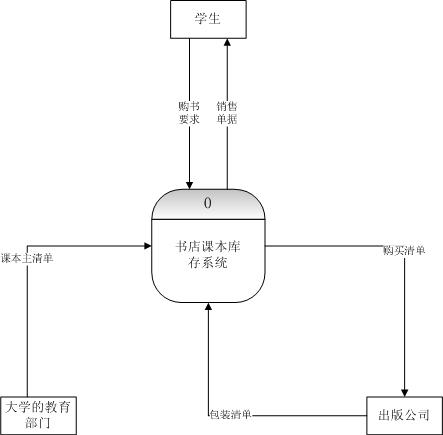 学生
购书
要求
销售
单据
0
书店课本库
存系统
课本主清单
购买清单
大学的教育
部门
包装清单
出版公司